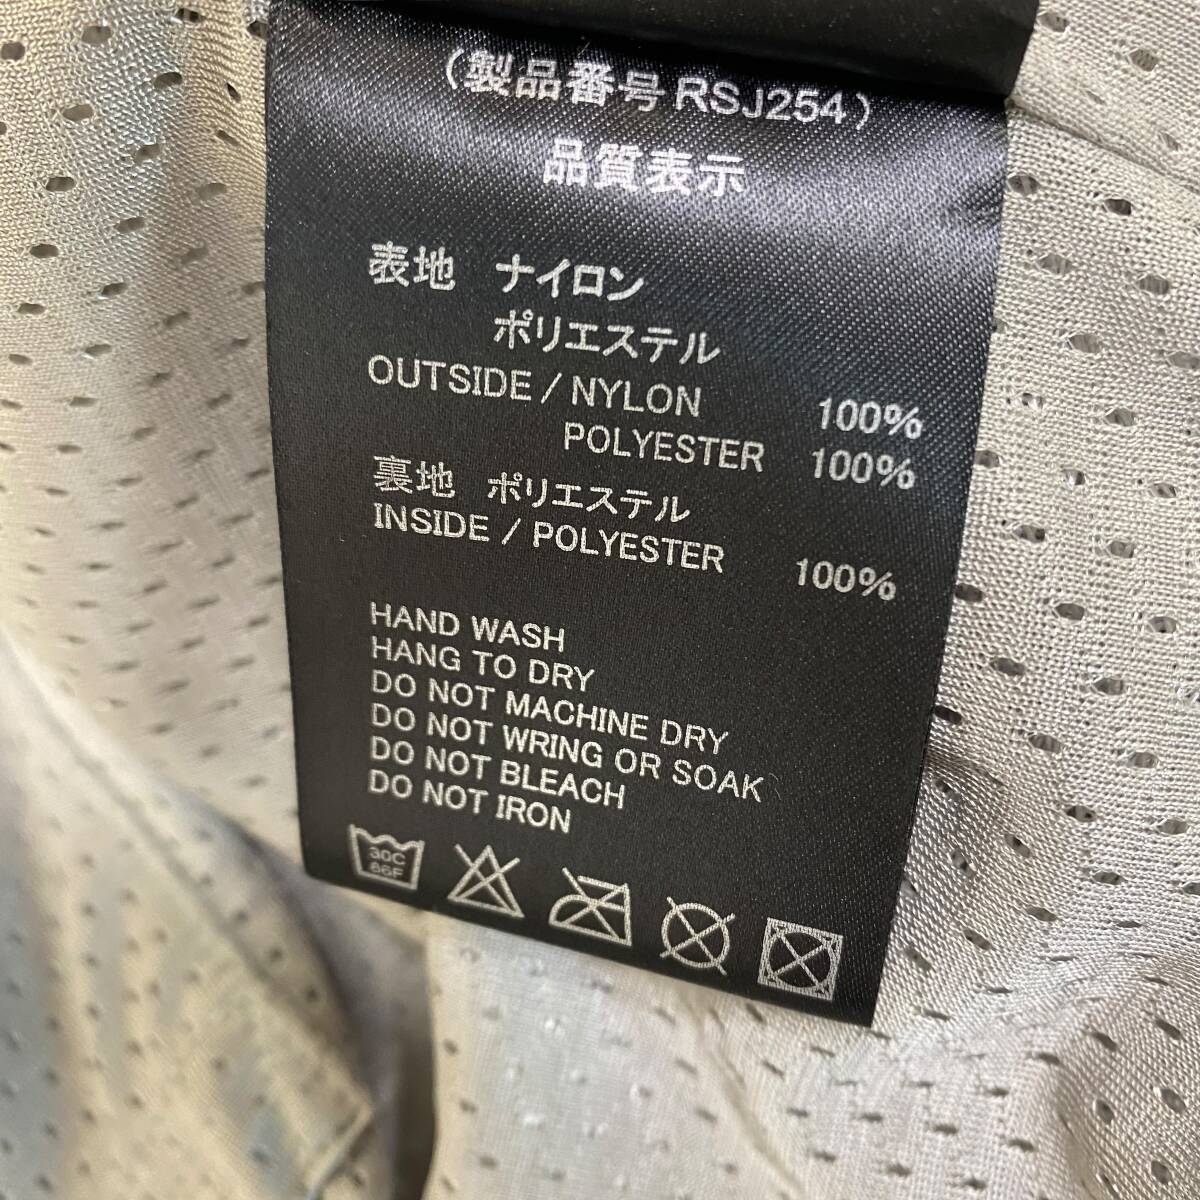 (製品番号 RSJ254)
品質表示
表地 ナイロン
ポリエステル
OUTSIDE / NYLON 100%
POLYESTER 100%
裏地 ポリエステル
INSIDE / POLYESTER 100%
HAND WASH
HANG TO DRY
DO NOT MACHINE DRY
DO NOT WRING OR SOAK
DO NOT BLEACH
DO NOT IRON
30C
86F